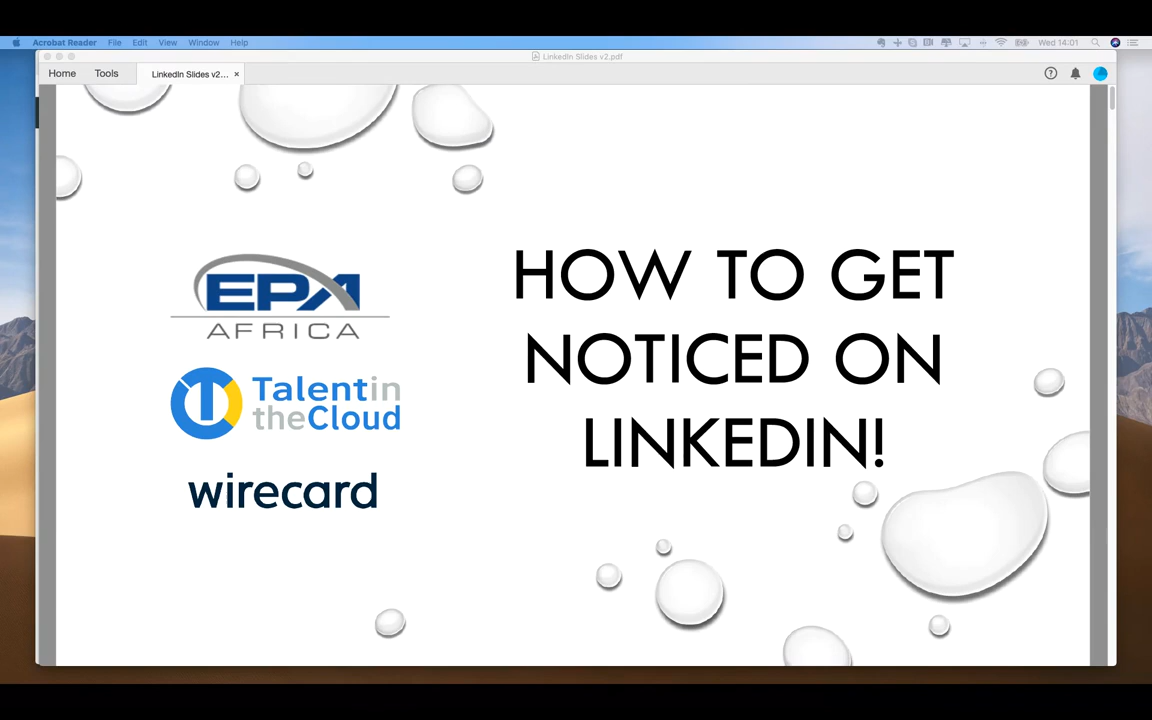 Acrobat Reader File Edit View Window Help Wed 14:01
LinkedIn Slides v2.pdf
Home Tools LinkedIn Slides v2... ×
EPA
AFRICA
Talentin
theCloud
wirecard
HOW TO GET
NOTICED ON
LINKEDIN!